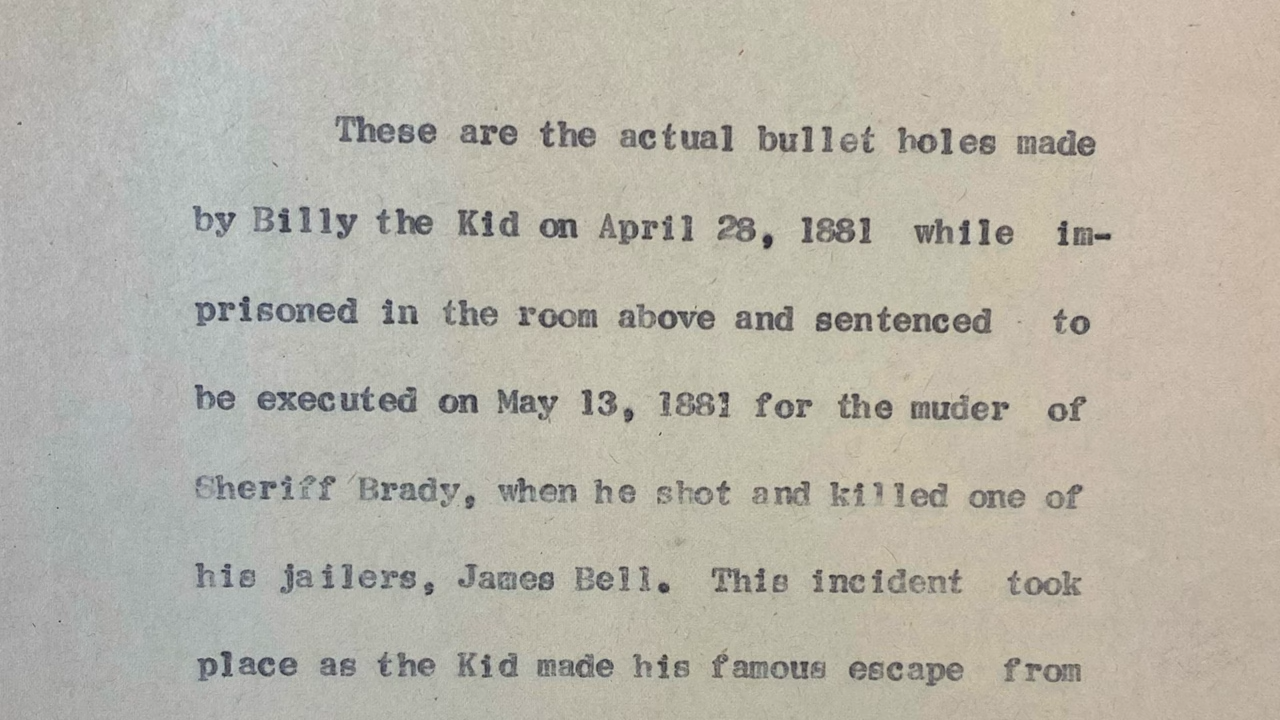 These are the actual bullet holes made
by Billy the Kid on April 28, 1881 while im-
prisoned in the room above and sentenced to
be executed on May 13, 1881 for the muder of
Sheriff Brady, when he shot and killed one of
his jailers, James Bell. This incident took
place as the Kid made his famous escape from